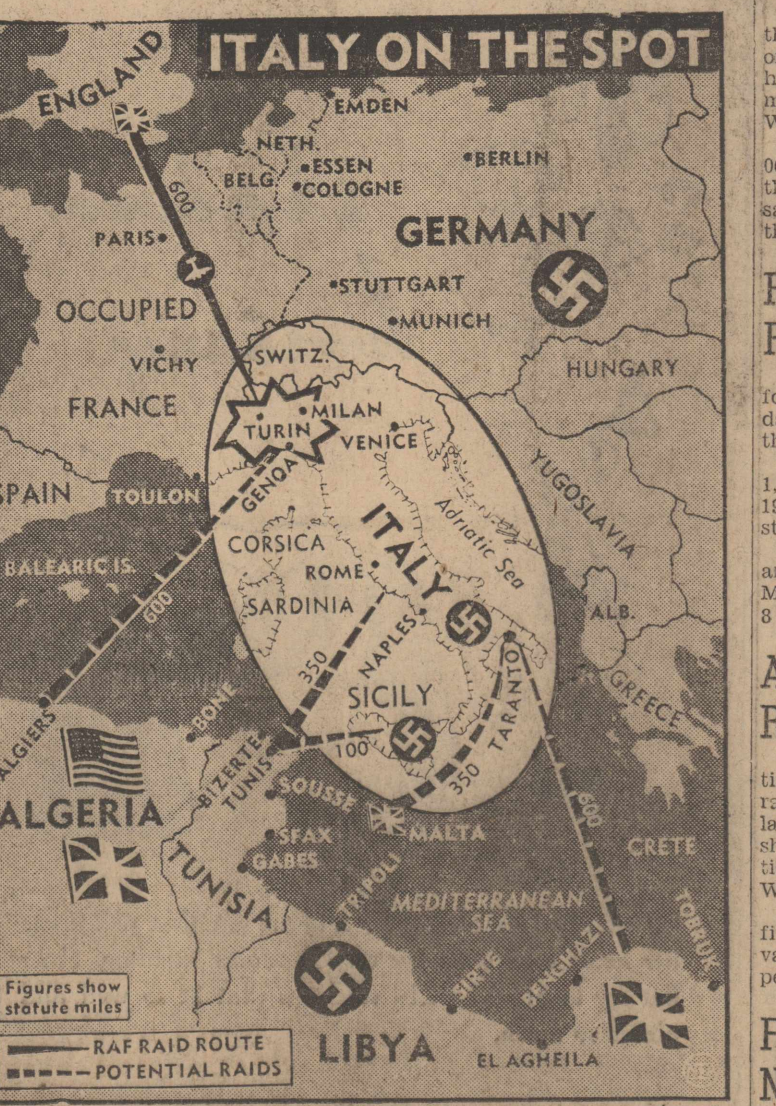 ITALY ON THE SPOT
ENGLAND
EMDEN
NETH.
ESSEN
BERLIN
BELG
COLOGNE
600
PARIS
GERMANY
STUTTGART
OCCUPIED
MUNICH
VICHY
SWITZ.
HUNGARY
FRANCE
MILAN
TURIN
VENICE
GENOA
SPAIN
TOULON
YUGOSLAVIA
Adriatic Sea
ITALY
CORSICA
ROME
BALEARIC IS.
SARDINIA
600
ALB.
NAPLES
350
GREECE
SICILY
TARANTO
BONE
ALGIERS
100
BIZERTE
TUNIS
350
SOUSSE
600
ALGERIA
MALTA
SFAX
CRETE
GABES
TUNISIA
TRIPOLI
MEDITERRANEAN
SEA
TOBRUK
SIRTE
BENGHAZI
Figures show
statute miles
RAF RAID ROUTE
POTENTIAL RAIDS
LIBYA
EL AGHEILA